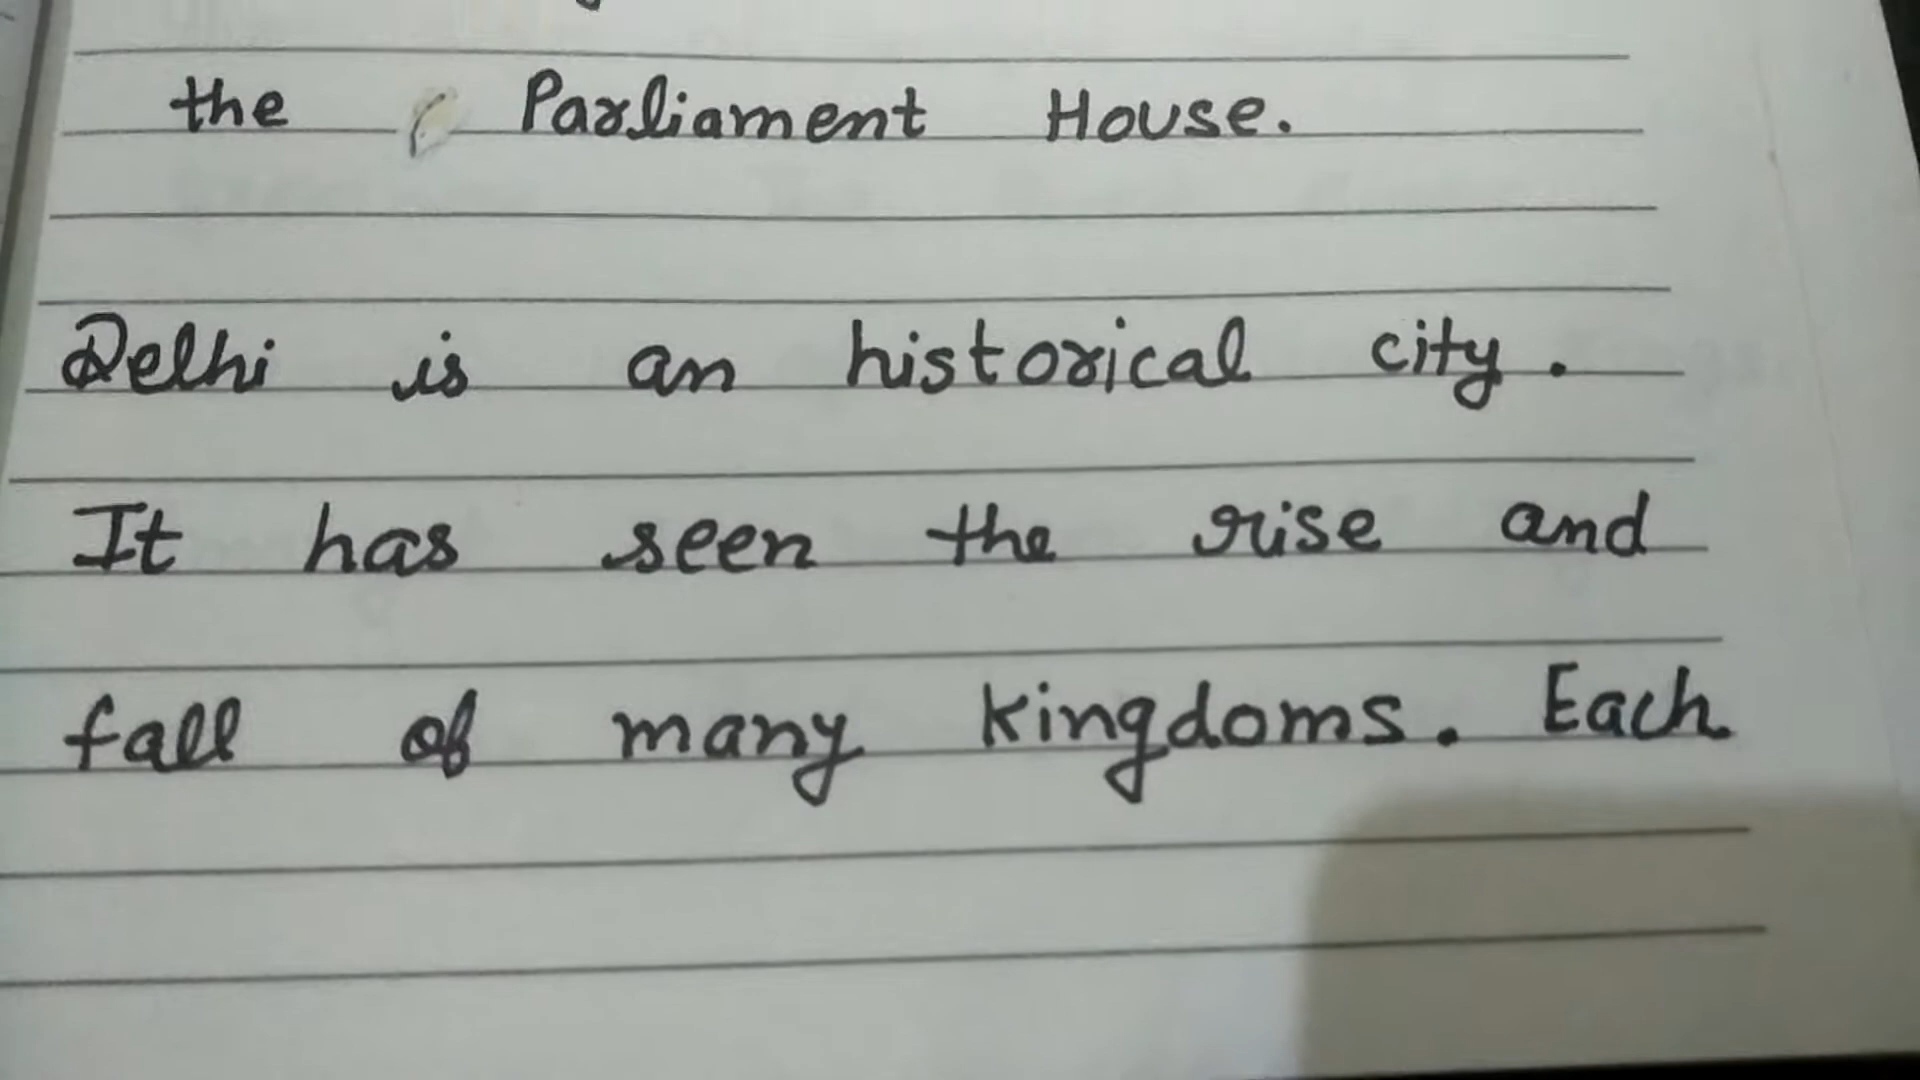 the Parliament House.
Delhi is an historical city.
It has seen the rise and
fall of many kingdoms. Each